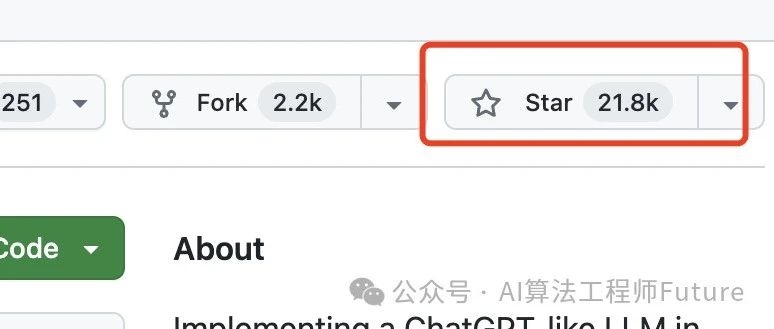 251 Fork 2.2k Star 21.8k
Code About
公众号 · AI算法工程师Future
Implementing a ChatGPT-like LLM in